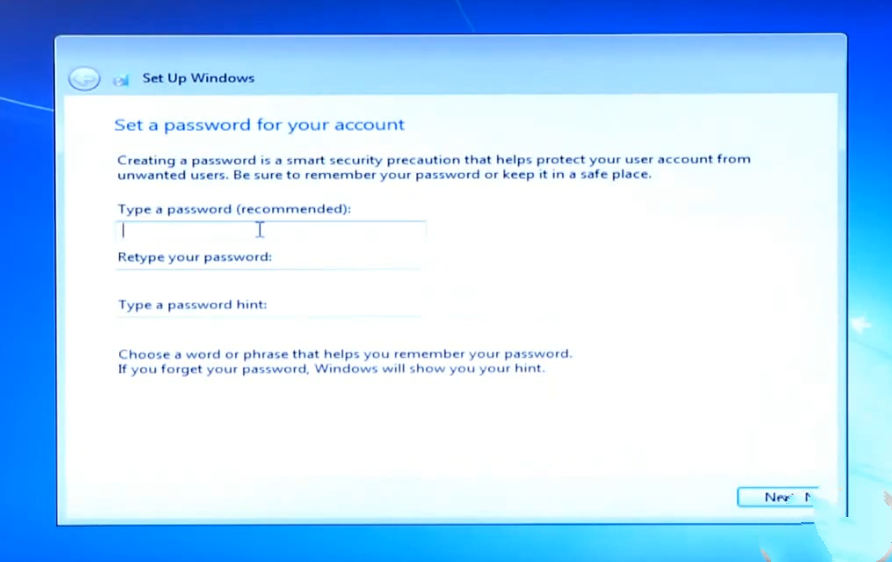 Set Up Windows
Set a password for your account
Creating a password is a smart security precaution that helps protect your user account from
unwanted users. Be sure to remember your password or keep it in a safe place.
Type a password (recommended):
Retype your password:
Type a password hint:
Choose a word or phrase that helps you remember your password.
If you forget your password, Windows will show you your hint.